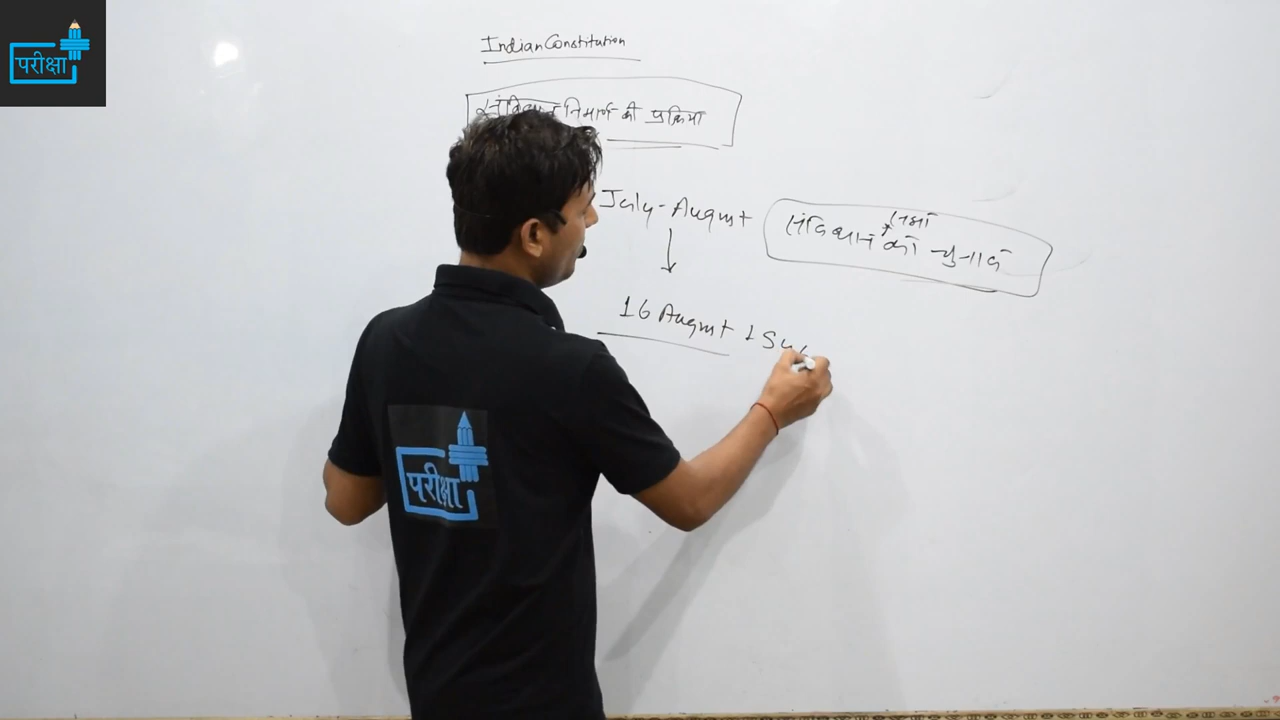 परीक्षा
Indian Constitution
संविधान निमार्ण की प्रक्रिया
July-August
संविधान सभा का चुनाव
16 August
परीक्षा